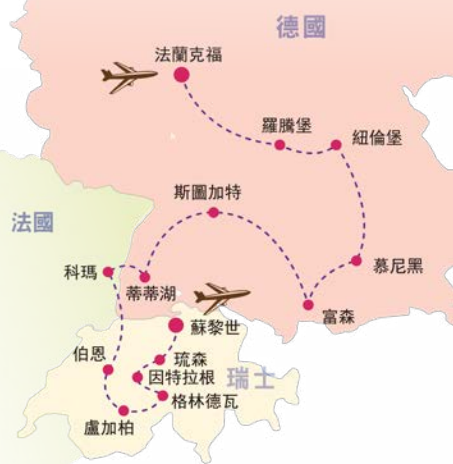 德國
法蘭克福
羅騰堡
紐倫堡
斯圖加特
法國
慕尼黑
科瑪
蒂蒂湖
富森
蘇黎世
伯恩
琉森
因特拉根
瑞士
格林德瓦
盧加柏